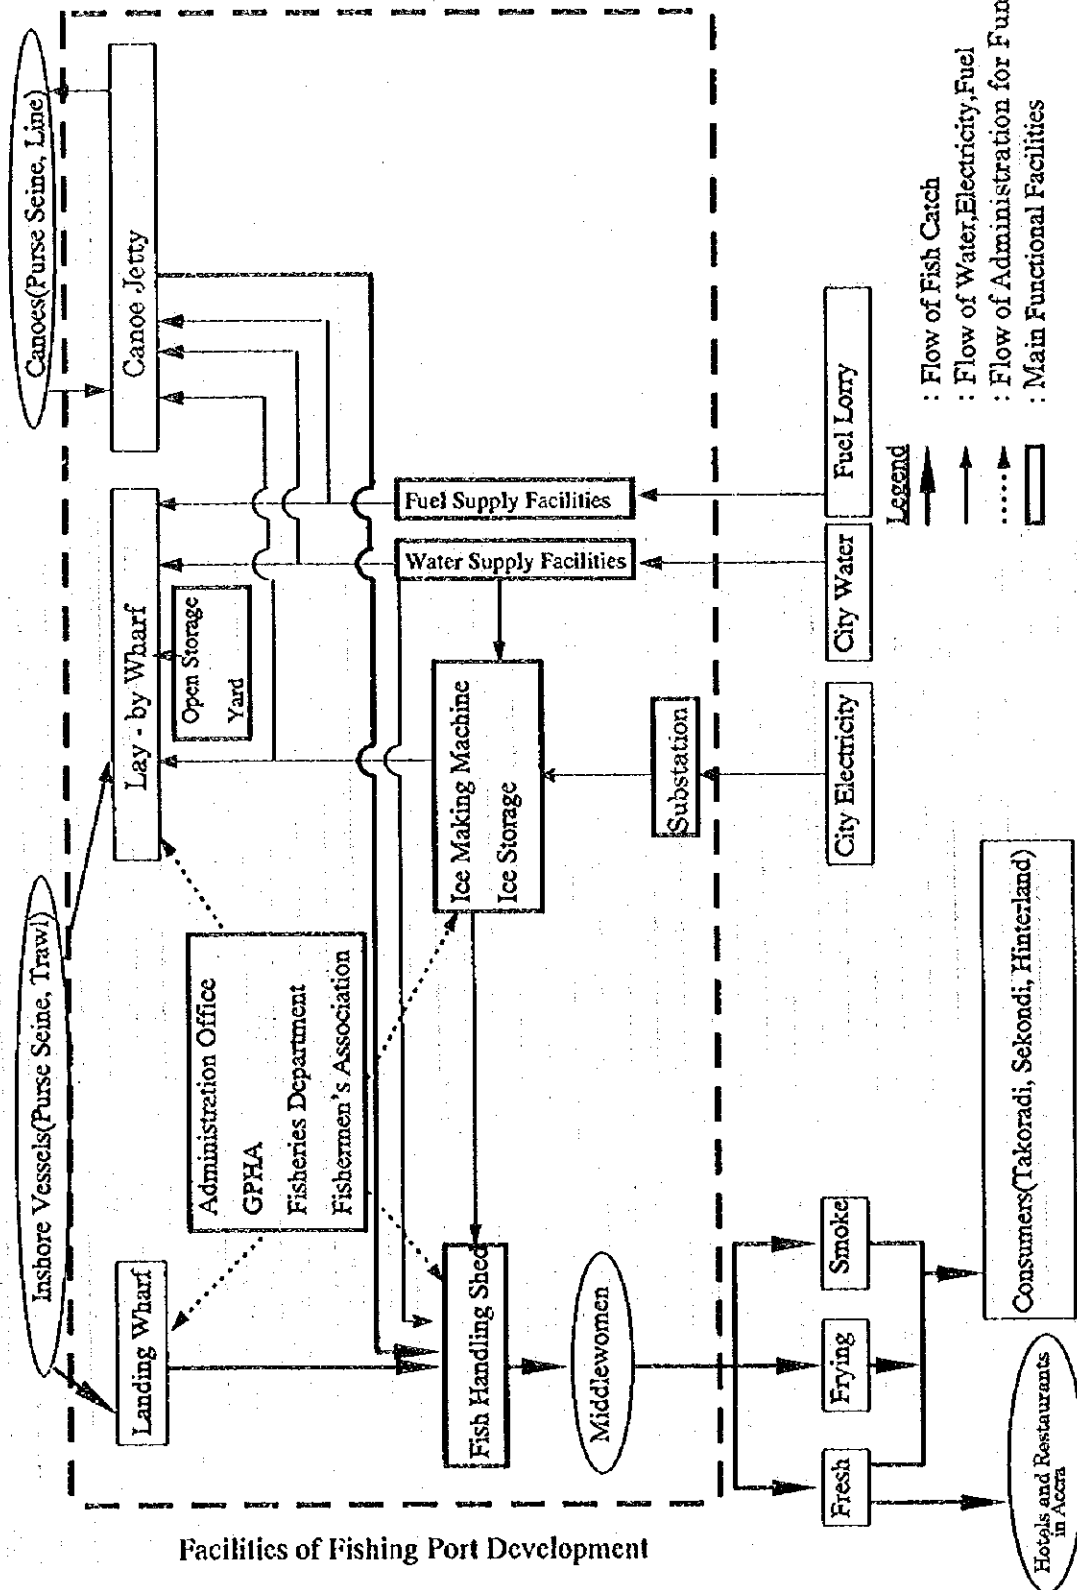 Inshore Vessels(Purse Seine, Trawl)
Canoes(Purse Seine, Line)
Landing Wharf
Lay - by Wharf
Canoe Jetty
Open Storage
Yard
Administration Office
GPHA
Fisheries Department
Fishermen's Association
Fuel Supply Facilities
Water Supply Facilities
Fish Handling Shed
Ice Making Machine
Ice Storage
Middlewomen
Substation
Fresh
Frying
Smoke
City Electricity
City Water
Fuel Lorry
Hotels and Restaurants
in Accra
Consumers(Takoradi, Sekondi, Hinterland)
Legend
: Flow of Fish Catch
: Flow of Water,Electricity,Fuel
: Flow of Administration for Fun
: Main Functional Facilities
Facilities of Fishing Port Development